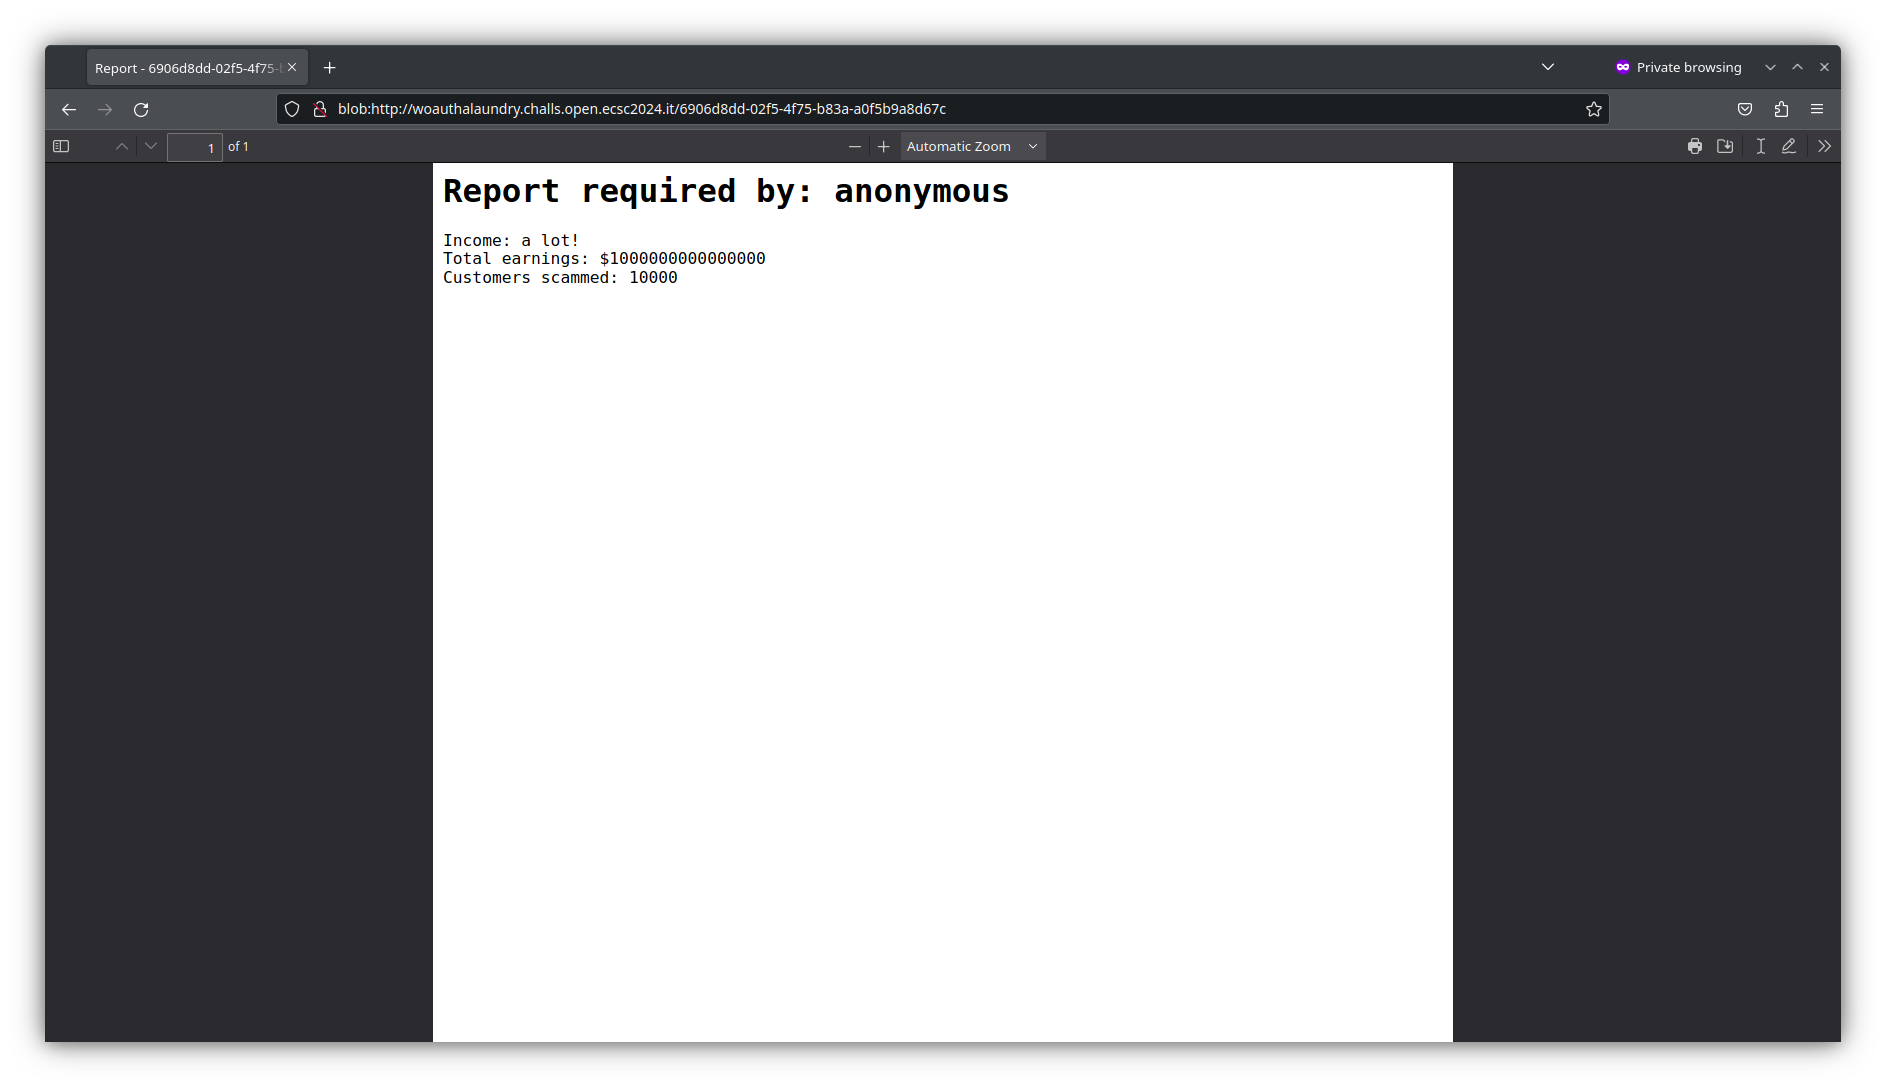 Report - 6906d8dd-02f5-4f75-
Private browsing
blob:http://woauthalaundry.challs.open.ecsc2024.it/6906d8dd-02f5-4f75-b83a-a0f5b9a8d67c
1 of 1
Automatic Zoom
Report required by: anonymous
Income: a lot!
Total earnings: $1000000000000000
Customers scammed: 10000